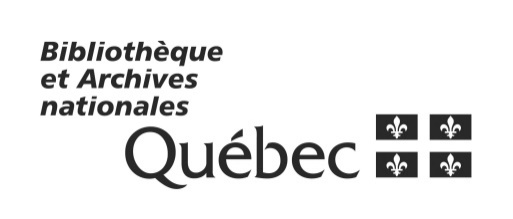 Bibliothèque
et Archives
nationales
Québec